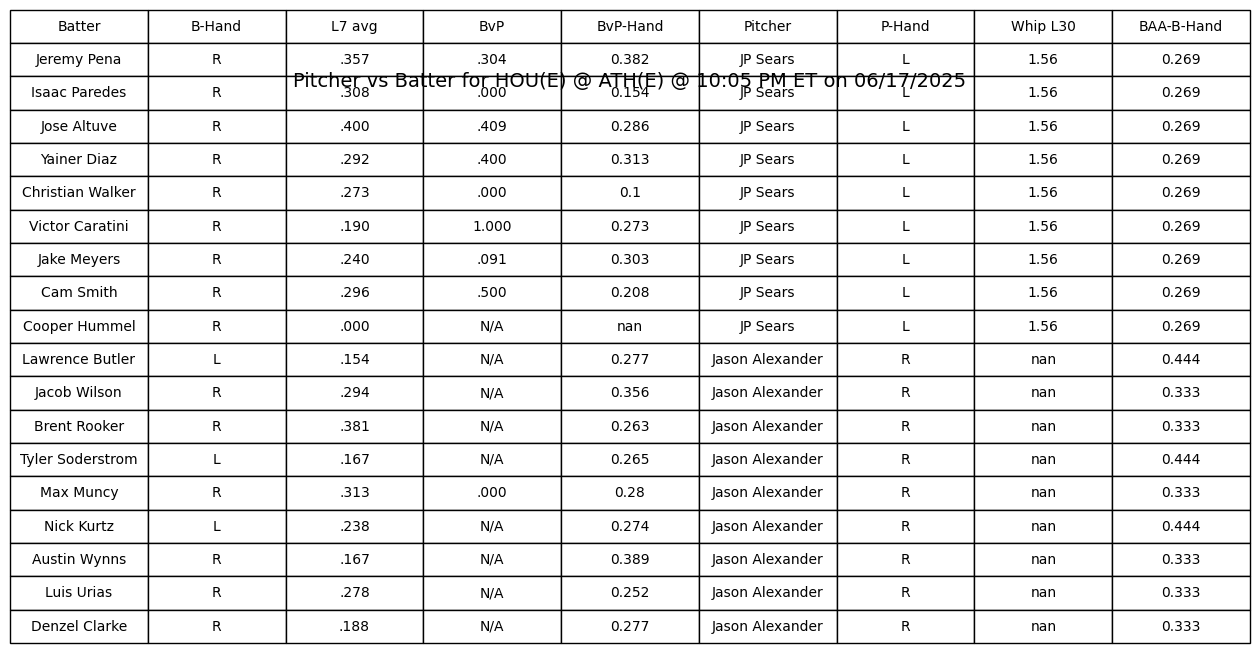 Batter B-Hand L7 avg BvP BvP-Hand Pitcher P-Hand Whip L30 BAA-B-Hand
Jeremy Pena R .357 .304 0.382 JP Sears L 1.56 0.269
Pitcher vs Batter for HOU(E) @ ATH(E) @ 10:05 PM ET on 06/17/2025
Isaac Paredes R .308 .000 0.154 JP Sears L 1.56 0.269
Jose Altuve R .400 .409 0.286 JP Sears L 1.56 0.269
Yainer Diaz R .292 .400 0.313 JP Sears L 1.56 0.269
Christian Walker R .273 .000 0.1 JP Sears L 1.56 0.269
Victor Caratini R .190 1.000 0.273 JP Sears L 1.56 0.269
Jake Meyers R .240 .091 0.303 JP Sears L 1.56 0.269
Cam Smith R .296 .500 0.208 JP Sears L 1.56 0.269
Cooper Hummel R .000 N/A nan JP Sears L 1.56 0.269
Lawrence Butler L .154 N/A 0.277 Jason Alexander R nan 0.444
Jacob Wilson R .294 N/A 0.356 Jason Alexander R nan 0.333
Brent Rooker R .381 N/A 0.263 Jason Alexander R nan 0.333
Tyler Soderstrom L .167 N/A 0.265 Jason Alexander R nan 0.444
Max Muncy R .313 .000 0.28 Jason Alexander R nan 0.333
Nick Kurtz L .238 N/A 0.274 Jason Alexander R nan 0.444
Austin Wynns R .167 N/A 0.389 Jason Alexander R nan 0.333
Luis Urias R .278 N/A 0.252 Jason Alexander R nan 0.333
Denzel Clarke R .188 N/A 0.277 Jason Alexander R nan 0.333